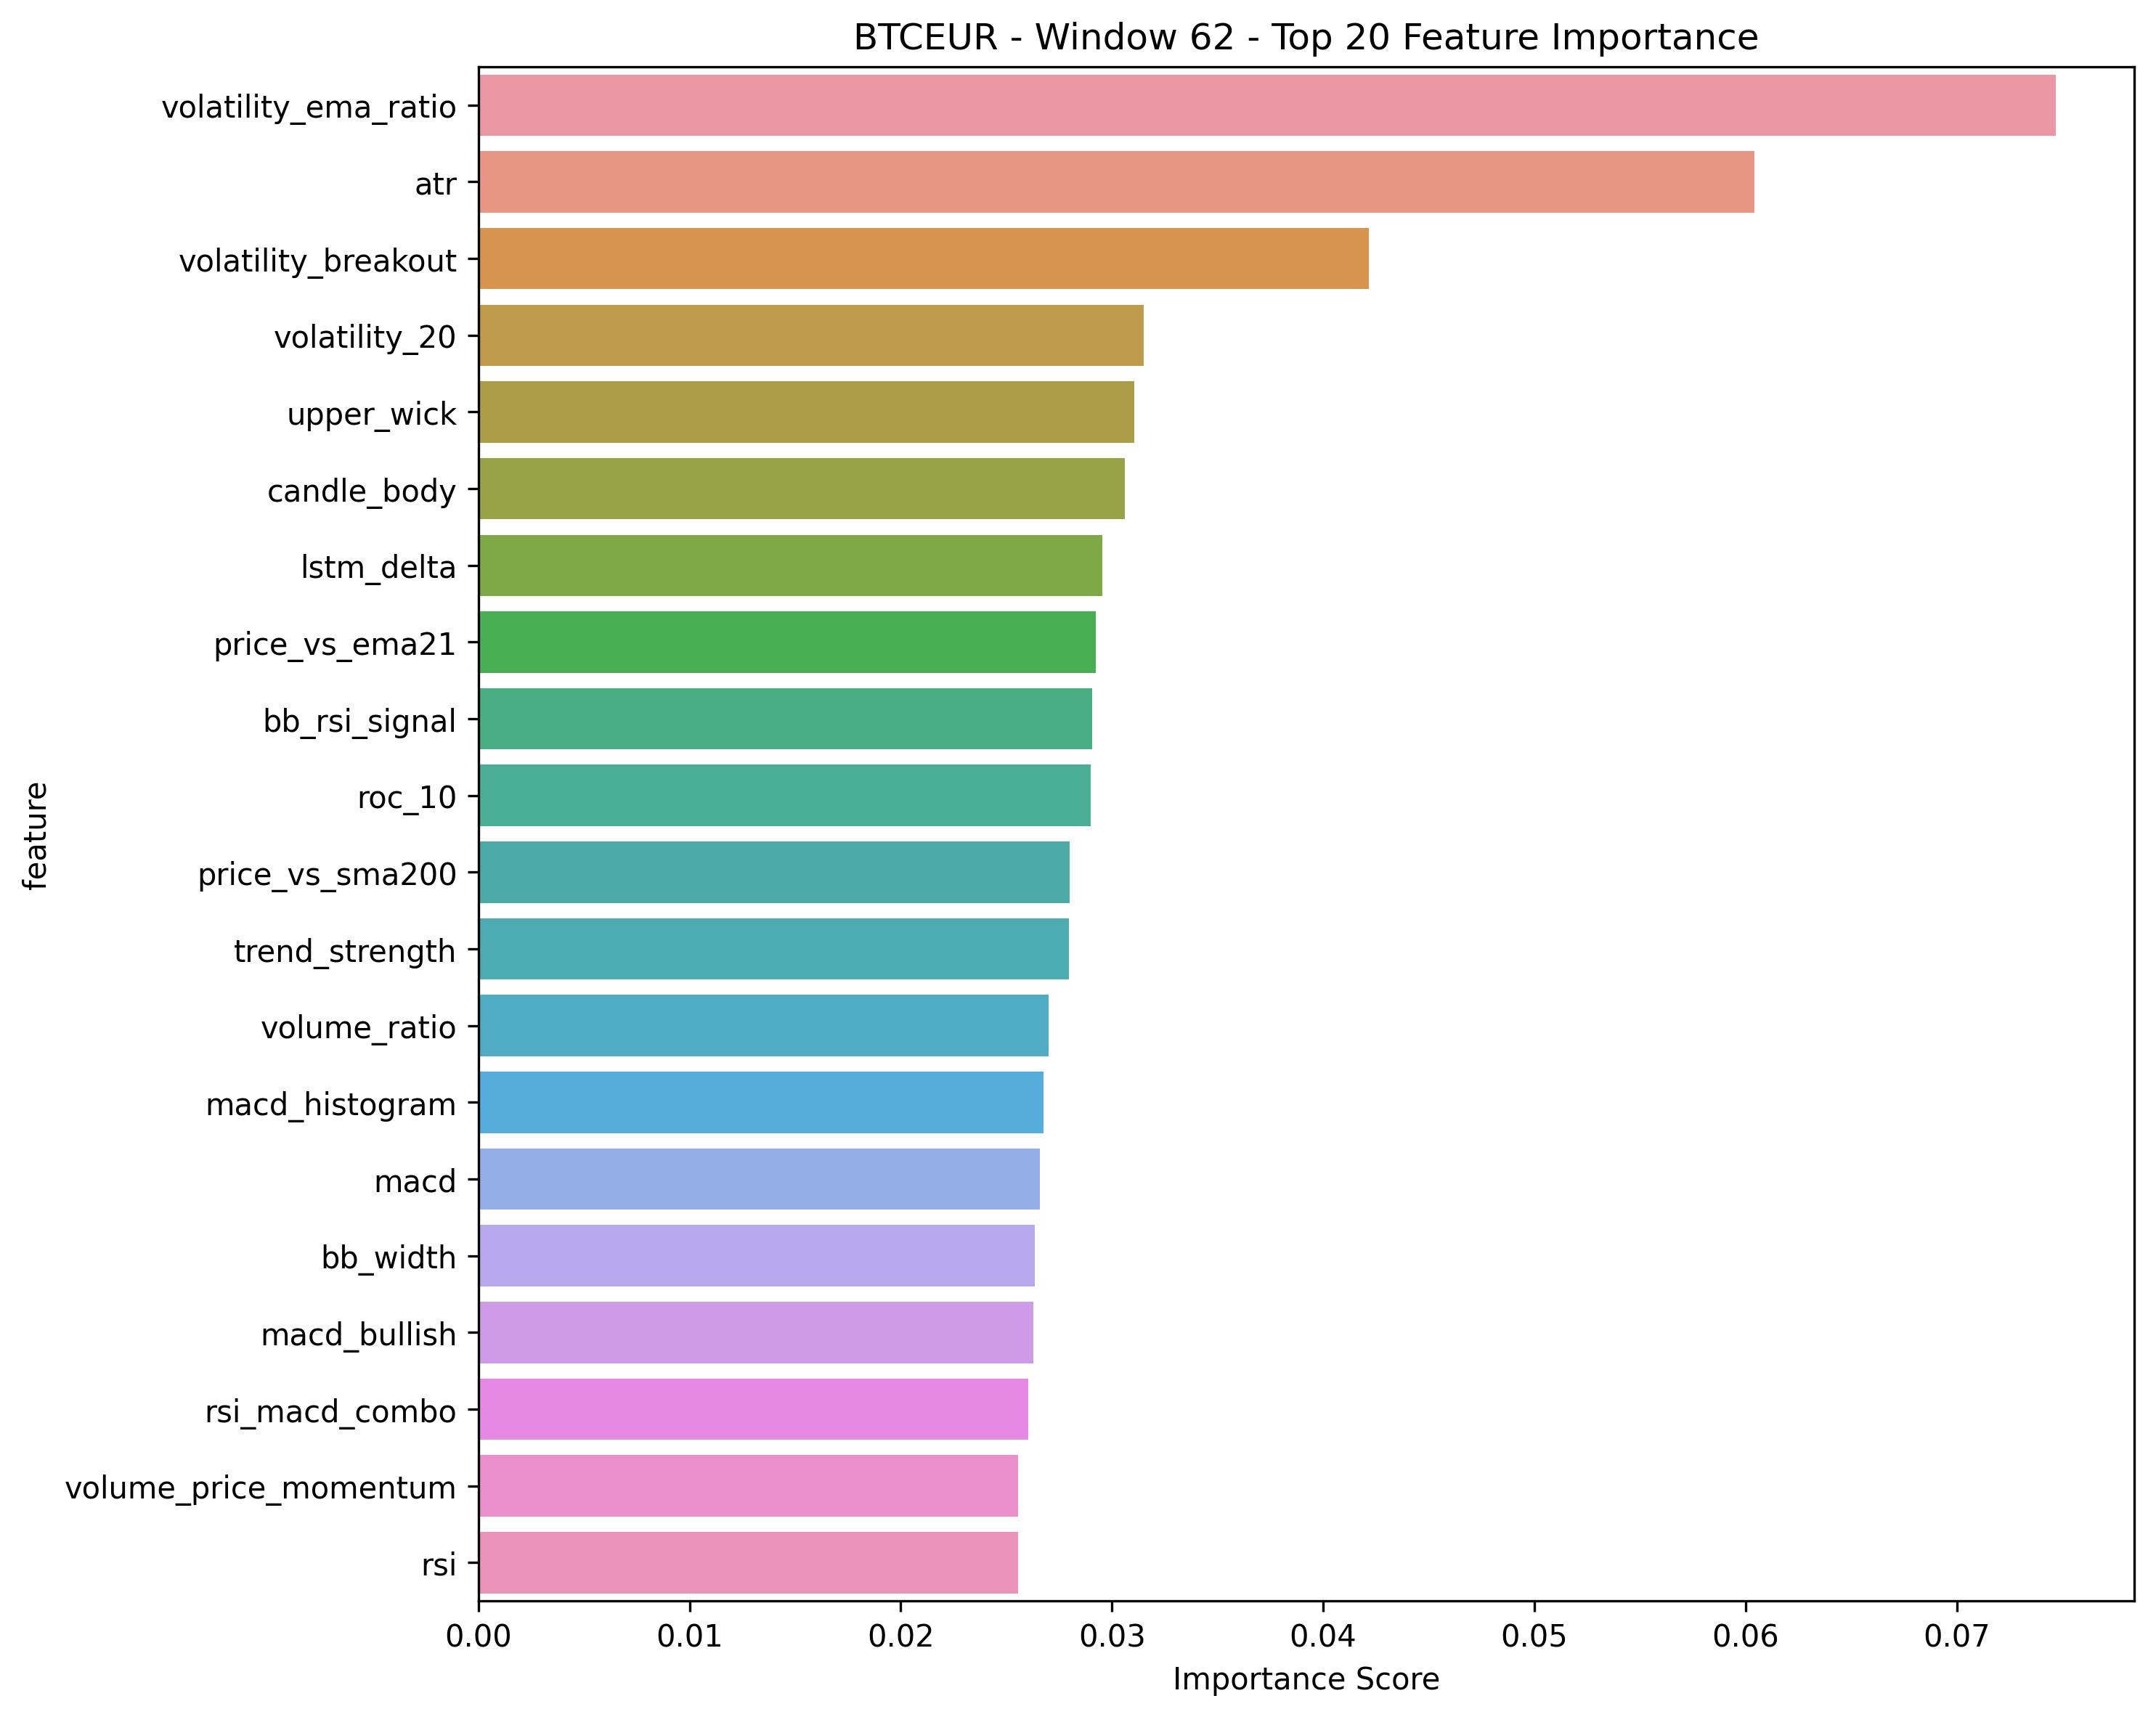 BTCEUR - Window 62 - Top 20 Feature Importance
volatility_ema_ratio
atr
volatility_breakout
volatility_20
upper_wick
candle_body
lstm_delta
price_vs_ema21
bb_rsi_signal
roc_10
price_vs_sma200
trend_strength
volume_ratio
macd_histogram
macd
bb_width
macd_bullish
rsi_macd_combo
volume_price_momentum
rsi
feature
0.00 0.01 0.02 0.03 0.04 0.05 0.06 0.07
Importance Score